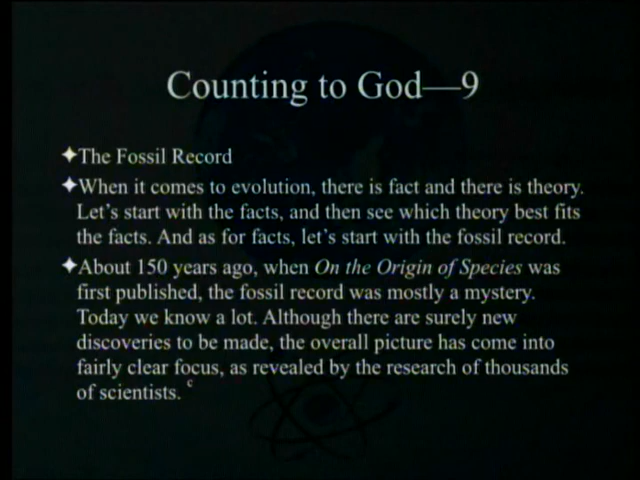 Counting to God—9
✦The Fossil Record
✦When it comes to evolution, there is fact and there is theory.
Let's start with the facts, and then see which theory best fits
the facts. And as for facts, let's start with the fossil record.
✦About 150 years ago, when On the Origin of Species was
first published, the fossil record was mostly a mystery.
Today we know a lot. Although there are surely new
discoveries to be made, the overall picture has come into
fairly clear focus, as revealed by the research of thousands
of scientists. c